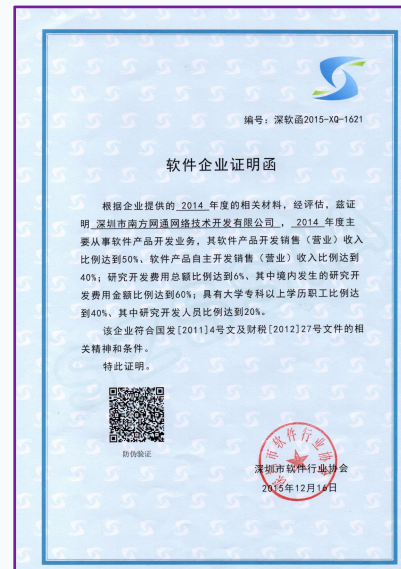 编号：深软函2015-XQ-1621
软件企业证明函
根据企业提供的 2014 年度的相关材料，经评估，兹证
明 深圳市南方网通网络技术开发有限公司 ， 2014 年度主
要从事软件产品开发业务，其软件产品开发销售（营业）收入
比例达到50%、软件产品自主开发销售（营业）收入比例达到
40%；研究开发费用总额比例达到6%、其中境内发生的研究开
发费用金额比例达到60%；具有大学专科以上学历职工比例达
到40%、其中研究开发人员比例达到20%。
该企业符合国发[2011]4号文及财税[2012]27号文件的相
关精神和条件。
特此证明。
防伪验证
深圳市软件行业协会
深圳市软件行业协会
2015年12月16日